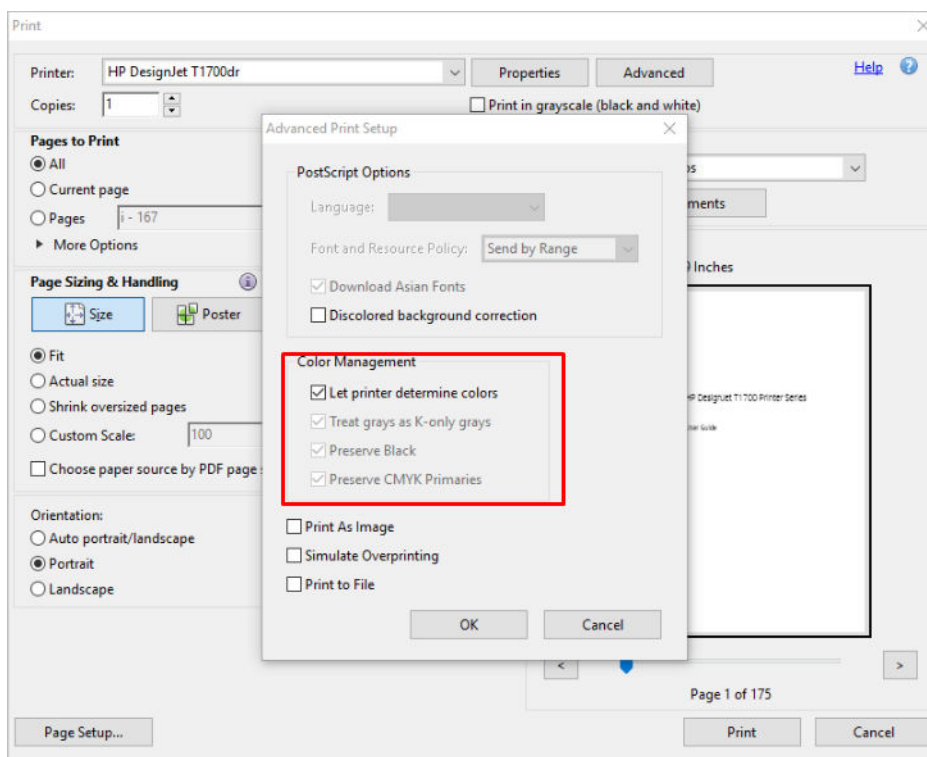 Print
Printer: HP DesignJet T1700dr Properties Advanced Help ?
Copies: 1 Print in grayscale (black and white)
Pages to Print
All
Current page
Pages i - 167
More Options
Page Sizing & Handling i
Size Poster
Fit
Actual size
Shrink oversized pages
Custom Scale: 100
Choose paper source by PDF page s
Orientation:
Auto portrait/landscape
Portrait
Landscape
Page Setup...
Advanced Print Setup
PostScript Options
Language:
Font and Resource Policy: Send by Range
Download Asian Fonts
Discolored background correction
Color Management
Let printer determine colors
Treat grays as K-only grays
Preserve Black
Preserve CMYK Primaries
Print As Image
Simulate Overprinting
Print to File
OK Cancel
ments
Inches
HP Designjet T1700 Printer Series
User Guide
< >
Page 1 of 175
Print Cancel